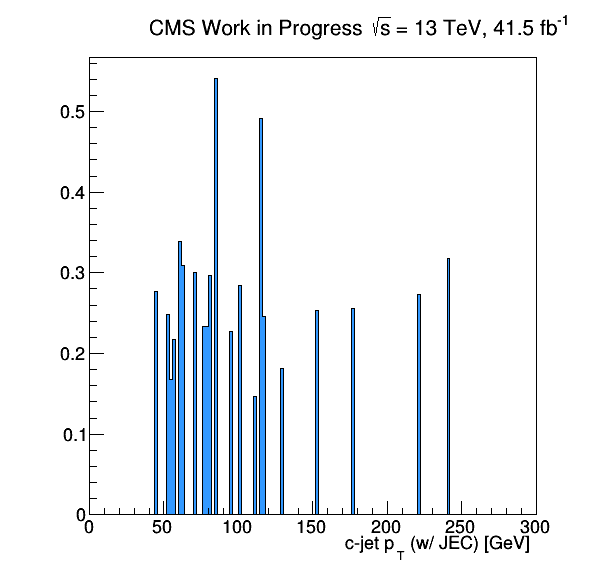 CMS Work in Progress √s = 13 TeV, 41.5 fb⁻¹
0.5
0.4
0.3
0.2
0.1
0
0 50 100 150 200 250 300
c-jet p_T (w/ JEC) [GeV]